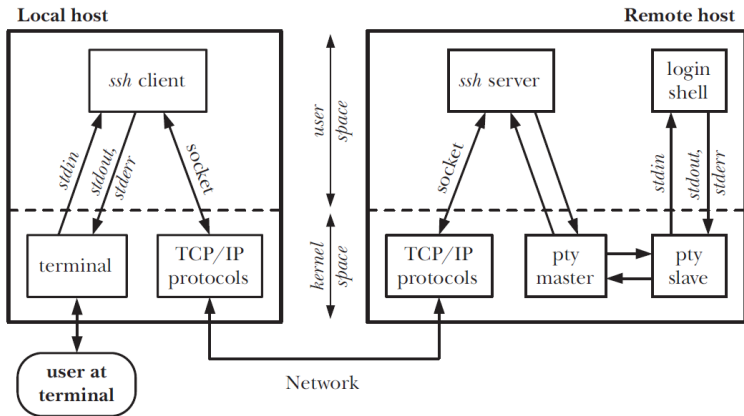 Local host
Remote host
ssh client
user
space
ssh server
login
shell
stdin
stdout,
stderr
socket
socket
stdin
stdout,
stderr
terminal
TCP/IP
protocols
kernel
space
TCP/IP
protocols
pty
master
pty
slave
user at
terminal
Network